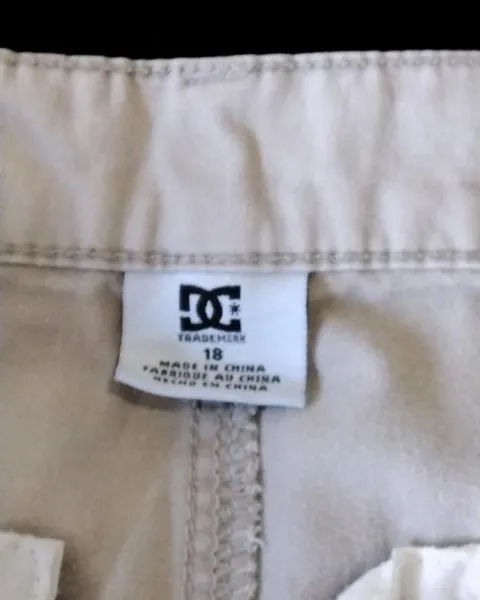 DC
TRADEMARK
18
MADE IN CHINA
FABRIQUE AU CHINA
HECHO EN CHINA